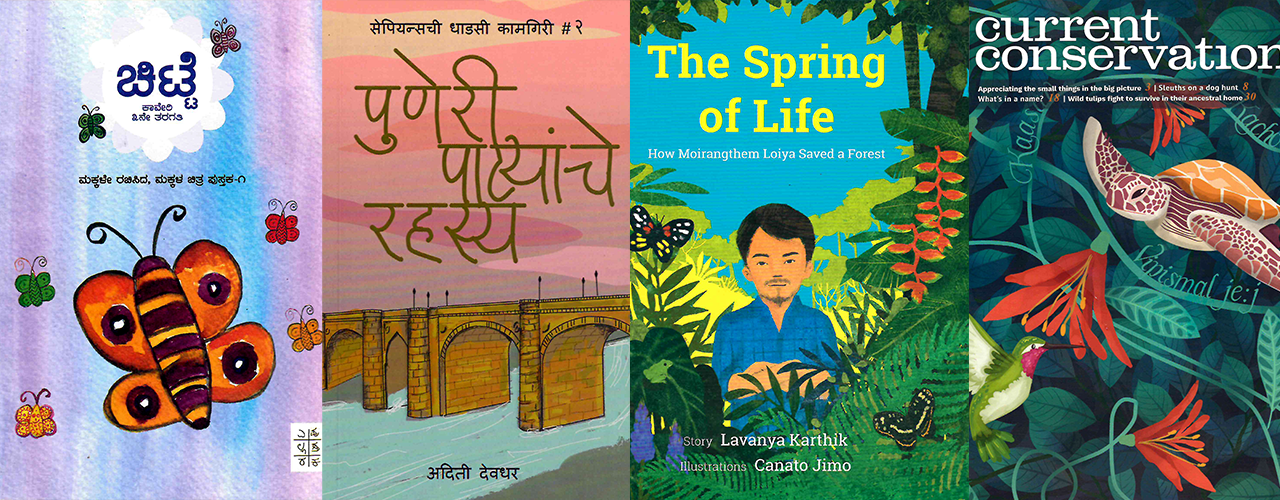 ಚಿಟ್ಟೆ
ಕಾವೇರಿ
೩ನೇ ತರಗತಿ
ಮಕ್ಕಳೇ ರಚಿಸಿದ, ಮಕ್ಕಳ ಚಿತ್ರ ಪುಸ್ತಕ-೧
सेपियन्सची धाडसी कामगिरी #२
पुणेरी
पाट्यांचे
रहस्य
अदिती देवधर
The Spring
of Life
How Moirangthem Loiya Saved a Forest
Story Lavanya Karthik
Illustrations Canato Jimo
current
conservation
Appreciating the small things in the big picture 3 | Sleuths on a dog hunt 8
What's in a name? 18 | Wild tulips fight to survive in their ancestral home 30